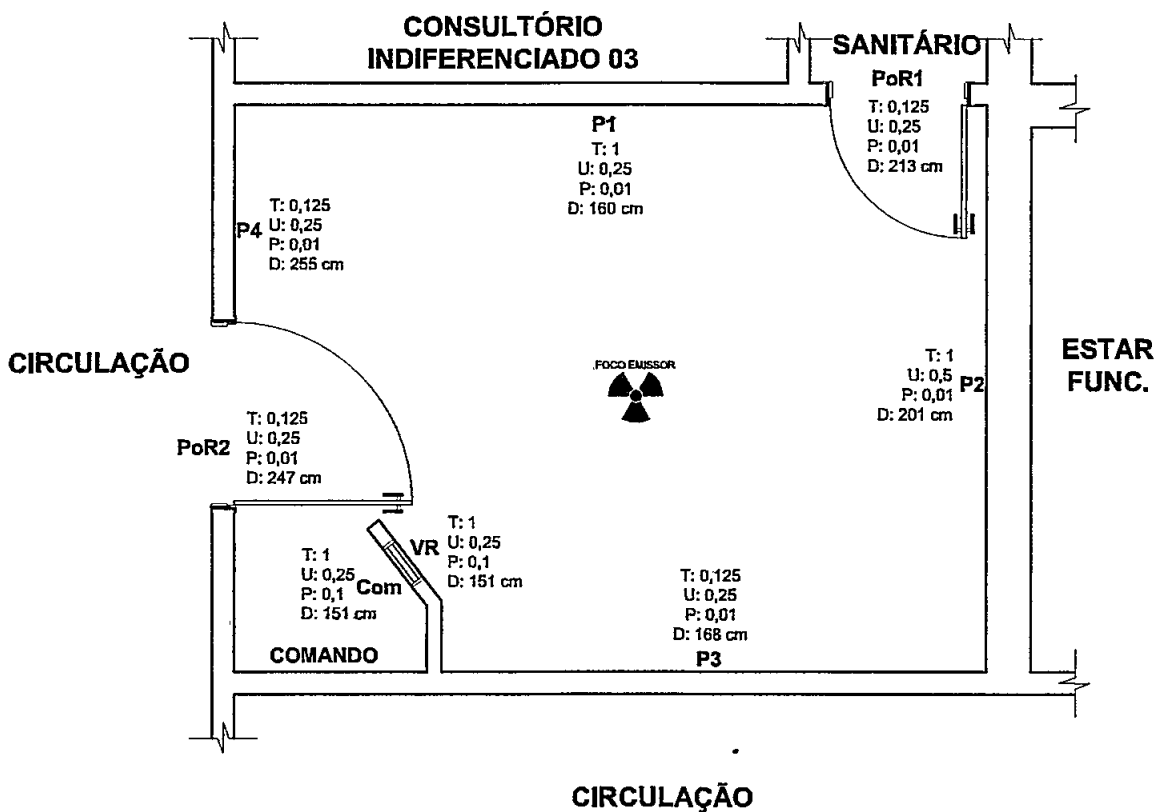 CONSULTÓRIO
INDIFERENCIADO 03
SANITÁRIO
PoR1
T: 0,125
U: 0,25
P: 0,01
D: 213 cm
P1
T: 1
U: 0,25
P: 0,01
D: 160 cm
P4
T: 0,125
U: 0,25
P: 0,01
D: 255 cm
CIRCULAÇÃO
FOCO EMISSOR
T: 1
U: 0,5
P: 0,01
D: 201 cm
P2
ESTAR
FUNC.
PoR2
T: 0,125
U: 0,25
P: 0,01
D: 247 cm
VR
T: 1
U: 0,25
P: 0,1
D: 151 cm
T: 1
U: 0,25
P: 0,1
D: 151 cm
Com
COMANDO
T: 0,125
U: 0,25
P: 0,01
D: 168 cm
P3
CIRCULAÇÃO